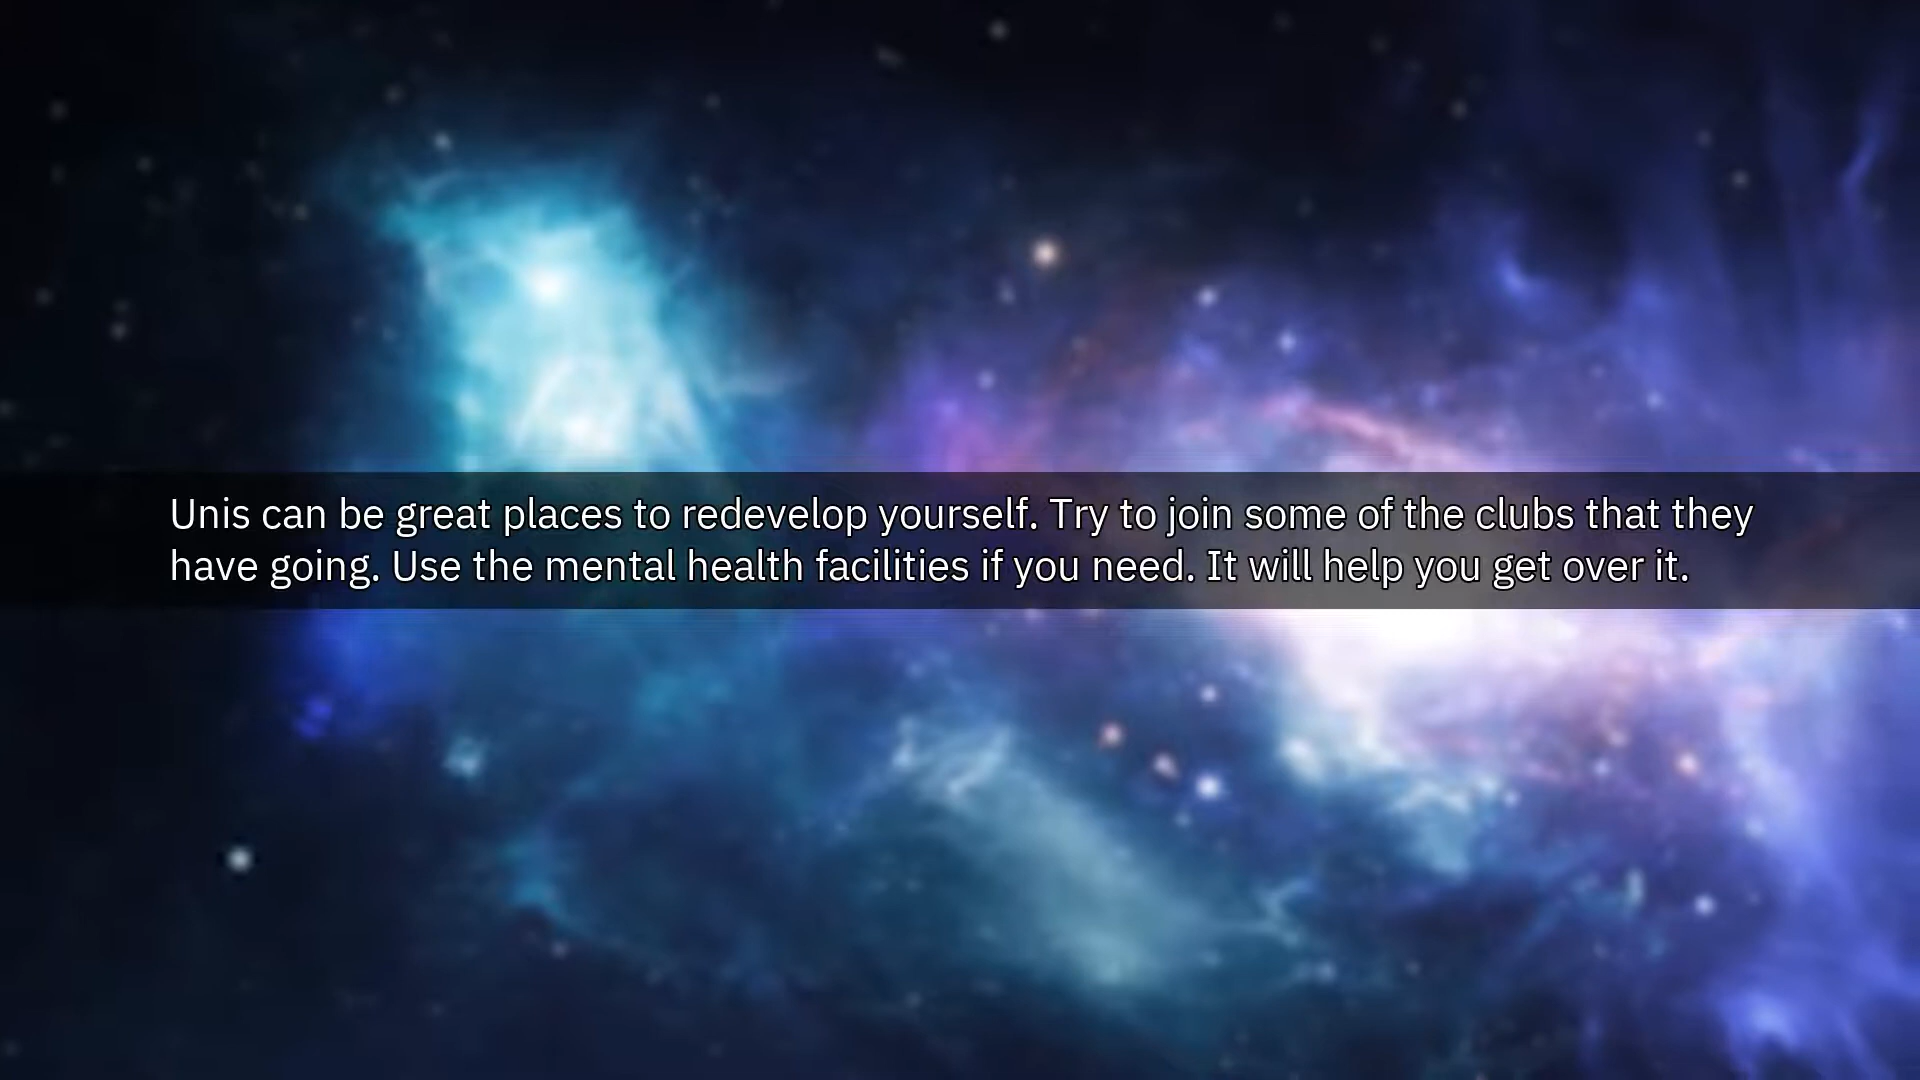 Unis can be great places to redevelop yourself. Try to join some of the clubs that they
have going. Use the mental health facilities if you need. It will help you get over it.